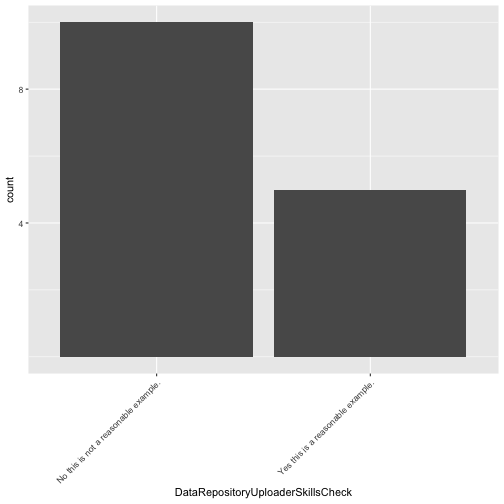 8
4
count
No this is not a reasonable example.
Yes this is a reasonable example.
DataRepositoryUploaderSkillsCheck